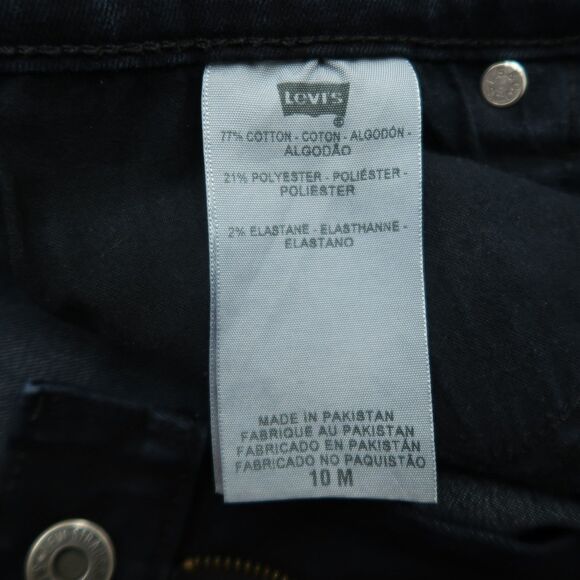 Levi's
77% COTTON - COTON - ALGODÓN -
ALGODÃO
21% POLYESTER - POLIÉSTER -
POLIESTER
2% ELASTANE - ELASTHANNE -
ELASTANO
MADE IN PAKISTAN
FABRIQUE AU PAKISTAN
FABRICADO EN PAKISTÁN
FABRICADO NO PAQUISTÃO
10 M